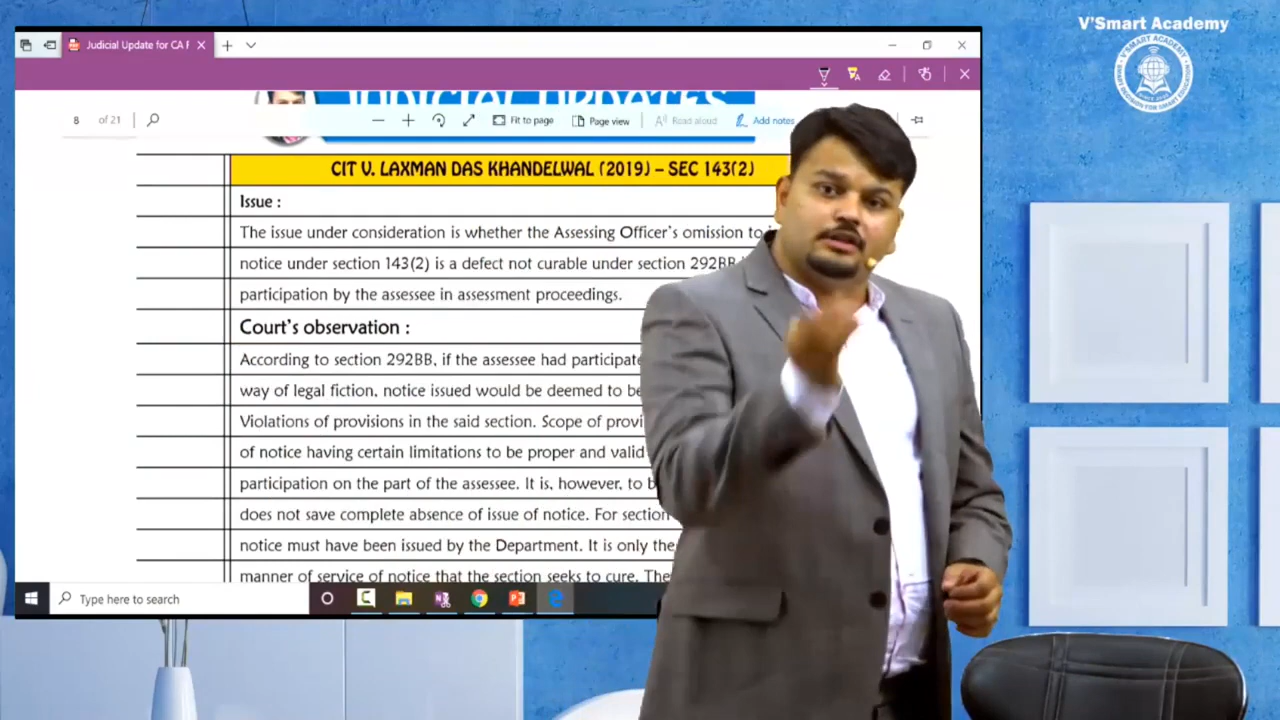 V'Smart Academy
V'SMART ACADEMY
Judicial Update for CA F
8 of 21
Fit to page
Page view
Read aloud
Add notes
JUDICIAL UPDATES
CIT V. LAXMAN DAS KHANDELWAL (2019) – SEC 143(2)
Issue :
The issue under consideration is whether the Assessing Officer's omission to
notice under section 143(2) is a defect not curable under section 292BB
participation by the assessee in assessment proceedings.
Court's observation :
According to section 292BB, if the assessee had participate
way of legal fiction, notice issued would be deemed to be
Violations of provisions in the said section. Scope of provi
of notice having certain limitations to be proper and valid
participation on the part of the assessee. It is, however, to b
does not save complete absence of issue of notice. For section
notice must have been issued by the Department. It is only the
manner of service of notice that the section seeks to cure. The
Type here to search